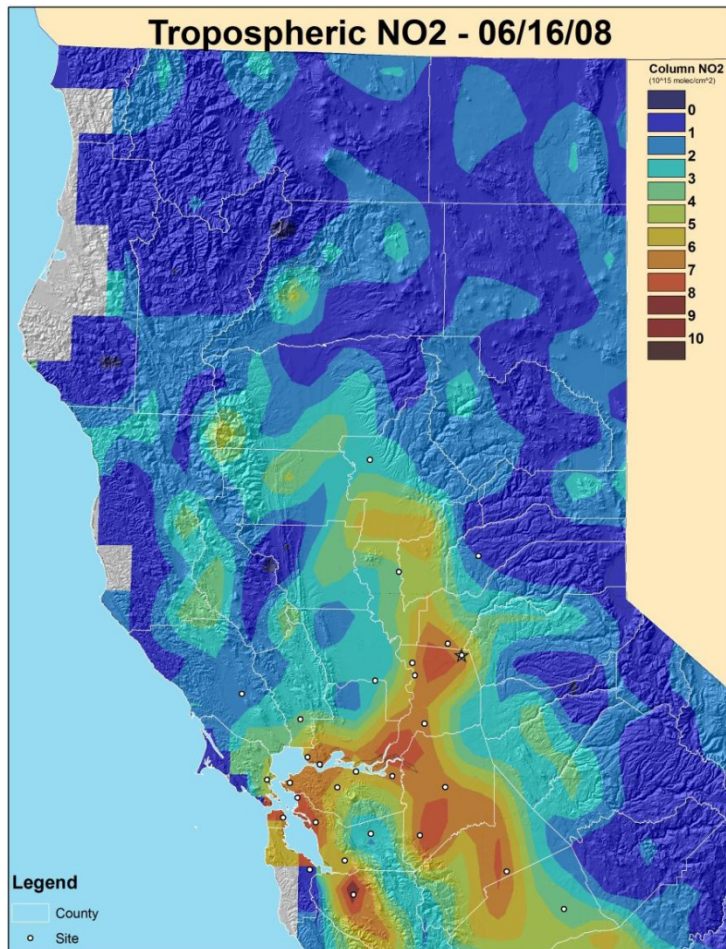 Tropospheric NO2 - 06/16/08
Column NO2
(10^15 molec/cm^2)
0
1
2
3
4
5
6
7
8
9
10
Legend
County
Site